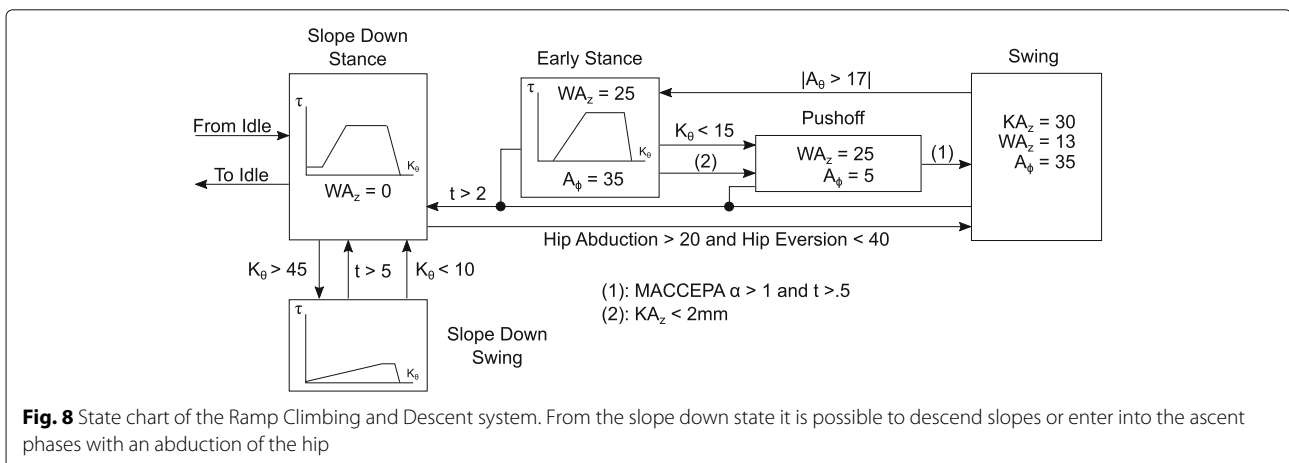 Slope Down
Stance
τ
K_θ
WA_z = 0
From Idle
To Idle
Early Stance
τ
WA_z = 25
K_θ
A_ϕ = 35
|A_θ > 17|
K_θ < 15
(2)
Pushoff
WA_z = 25
A_ϕ = 5
(1)
Swing
KA_z = 30
WA_z = 13
A_ϕ = 35
t > 2
Hip Abduction > 20 and Hip Eversion < 40
K_θ > 45
t > 5
K_θ < 10
τ
K_θ
Slope Down
Swing
(1): MACCEPA α > 1 and t >.5
(2): KA_z < 2mm
Fig. 8 State chart of the Ramp Climbing and Descent system. From the slope down state it is possible to descend slopes or enter into the ascent
phases with an abduction of the hip